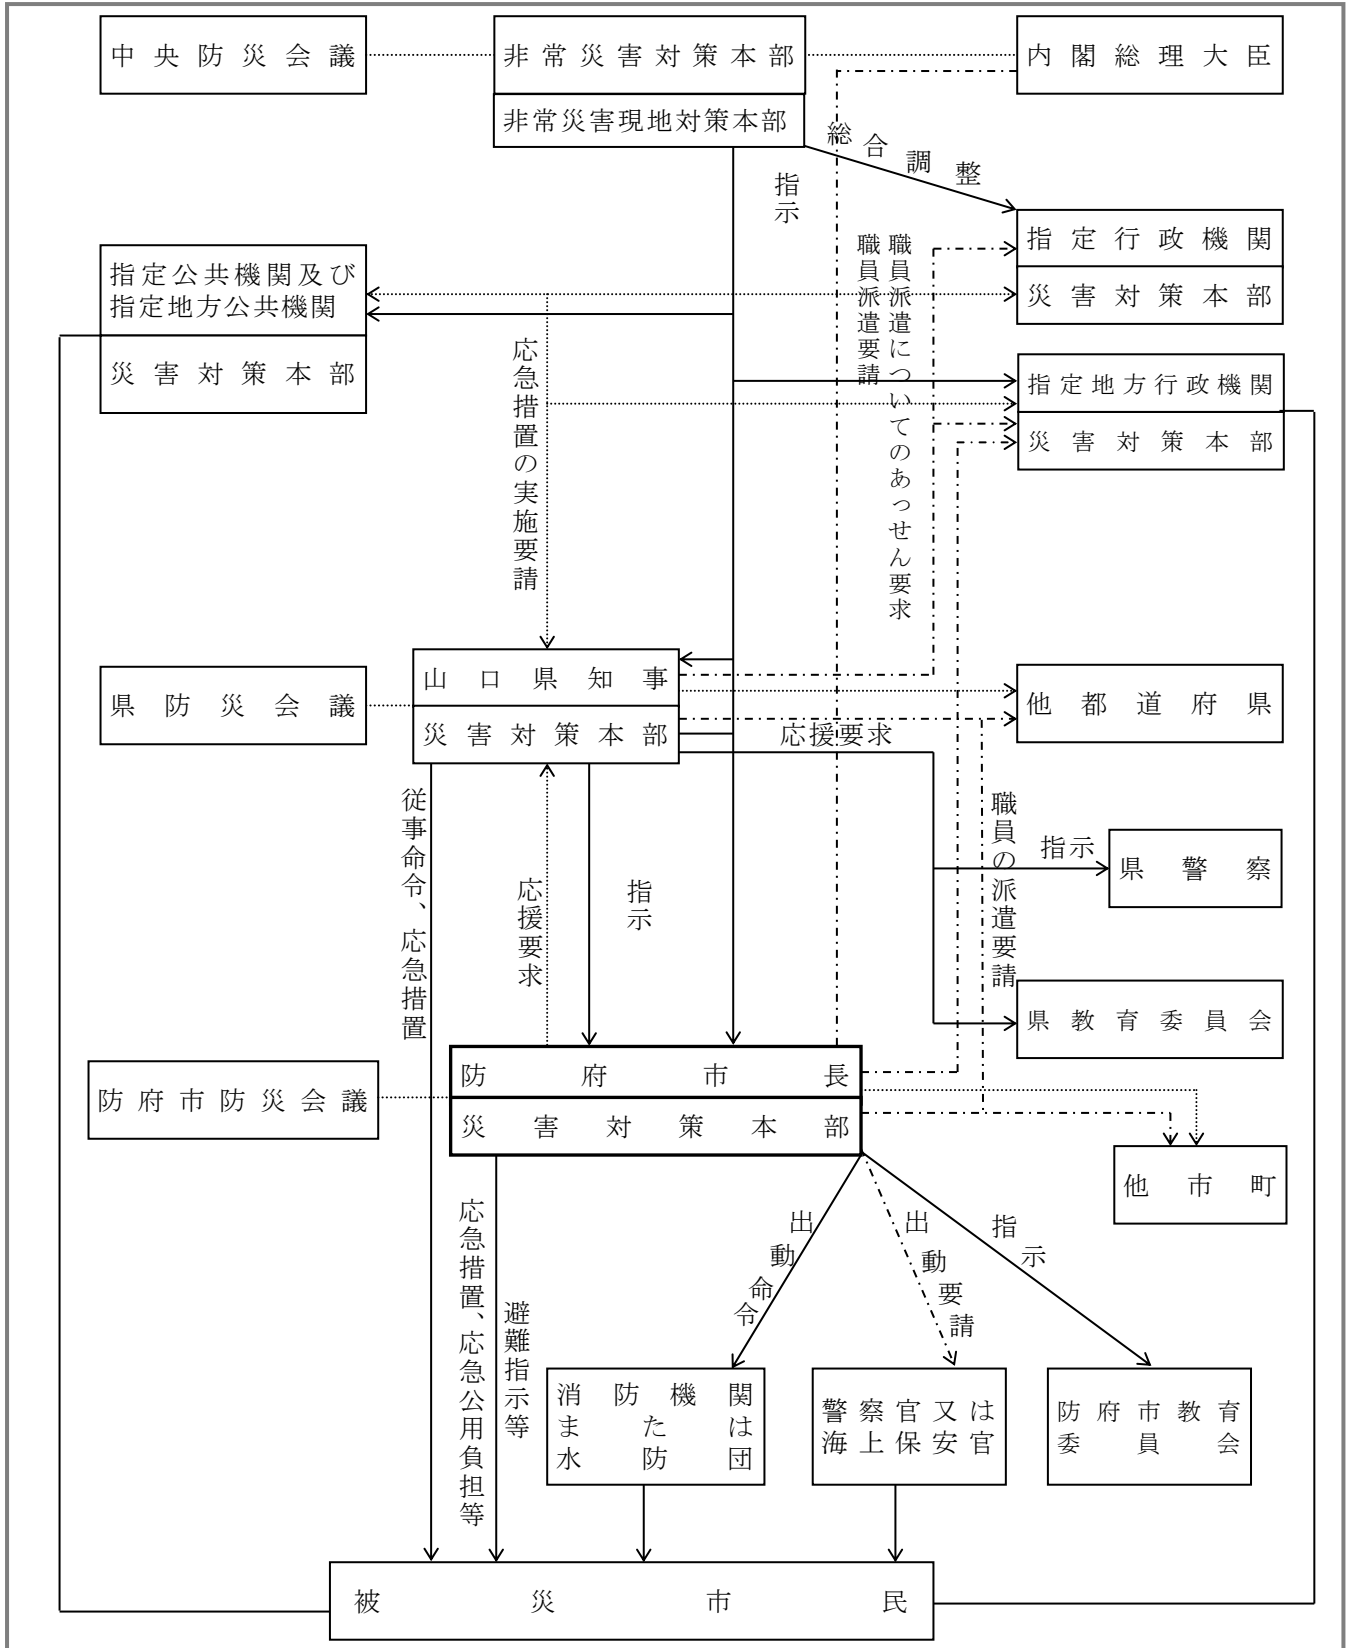 中央防災会議
非常災害対策本部
内閣総理大臣
非常災害現地対策本部
総合調整
指示
指定行政機関
災害対策本部
職員派遣要請
職員派遣についてのあっせん要求
指定公共機関及び
指定地方公共機関
災害対策本部
応急措置の実施要請
指定地方行政機関
災害対策本部
山口県知事
災害対策本部
県防災会議
他都道府県
応援要求
従事命令、応急措置
応援要求
指示
職員の派遣要請
指示
県警察
県教育委員会
防府市長
災害対策本部
防府市防災会議
他市町
応急措置、応急公用負担等
避難指示等
出動命令
出動要請
指示
消防機関
または
水防団
警察官又は
海上保安官
防府市教育
委員会
被災市民